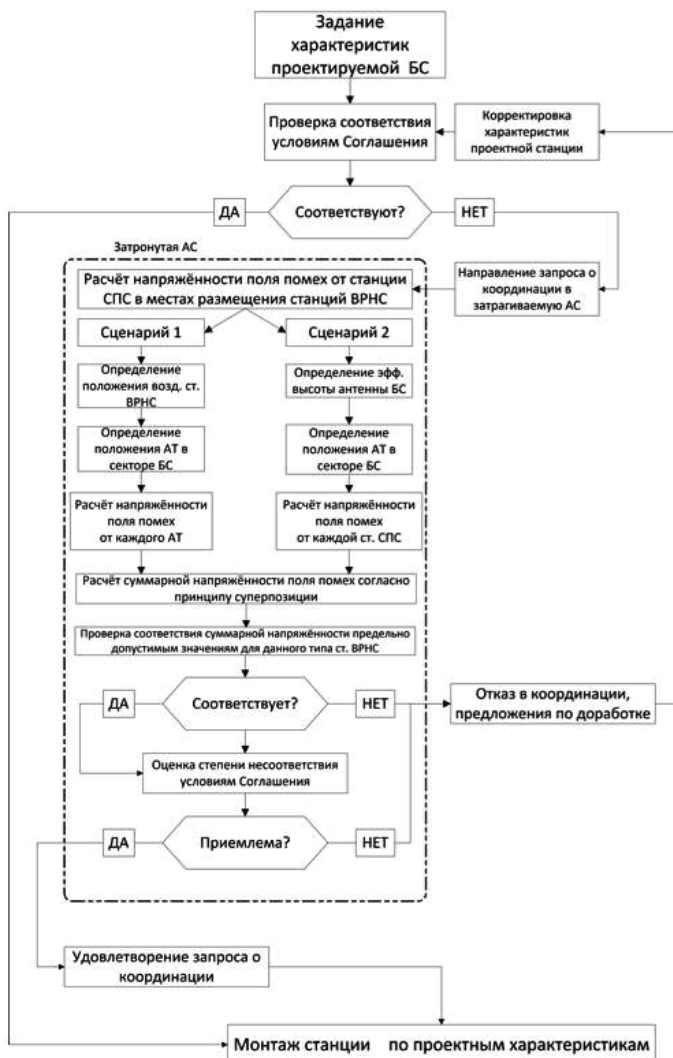 Задание
характеристик
проектируемой БС
Проверка соответствия
условиям Соглашения
Корректировка
характеристик
проектной станции
ДА
Соответствуют?
НЕТ
Затронутая АС
Расчёт напряжённости поля помех от станции
СПС в местах размещения станций ВРНС
Направление запроса о
координации в
затрагиваемую АС
Сценарий 1
Сценарий 2
Определение
положения возд. ст.
ВРНС
Определение эфф.
высоты антенны БС
Определение
положения АТ в
секторе БС
Определение
положения АТ в
секторе БС
Расчёт напряжённости
поля помех
от каждого АТ
Расчёт напряжённости
поля помех
от каждой ст. СПС
Расчёт суммарной напряжённости поля помех согласно
принципу суперпозиции
Проверка соответствия суммарной напряжённости предельно
допустимым значениям для данного типа ст. ВРНС
ДА
Соответствует?
НЕТ
Отказ в координации,
предложения по доработке
Оценка степени несоответствия
условиям Соглашения
ДА
Приемлема?
НЕТ
Удовлетворение запроса о
координации
Монтаж станции по проектным характеристикам